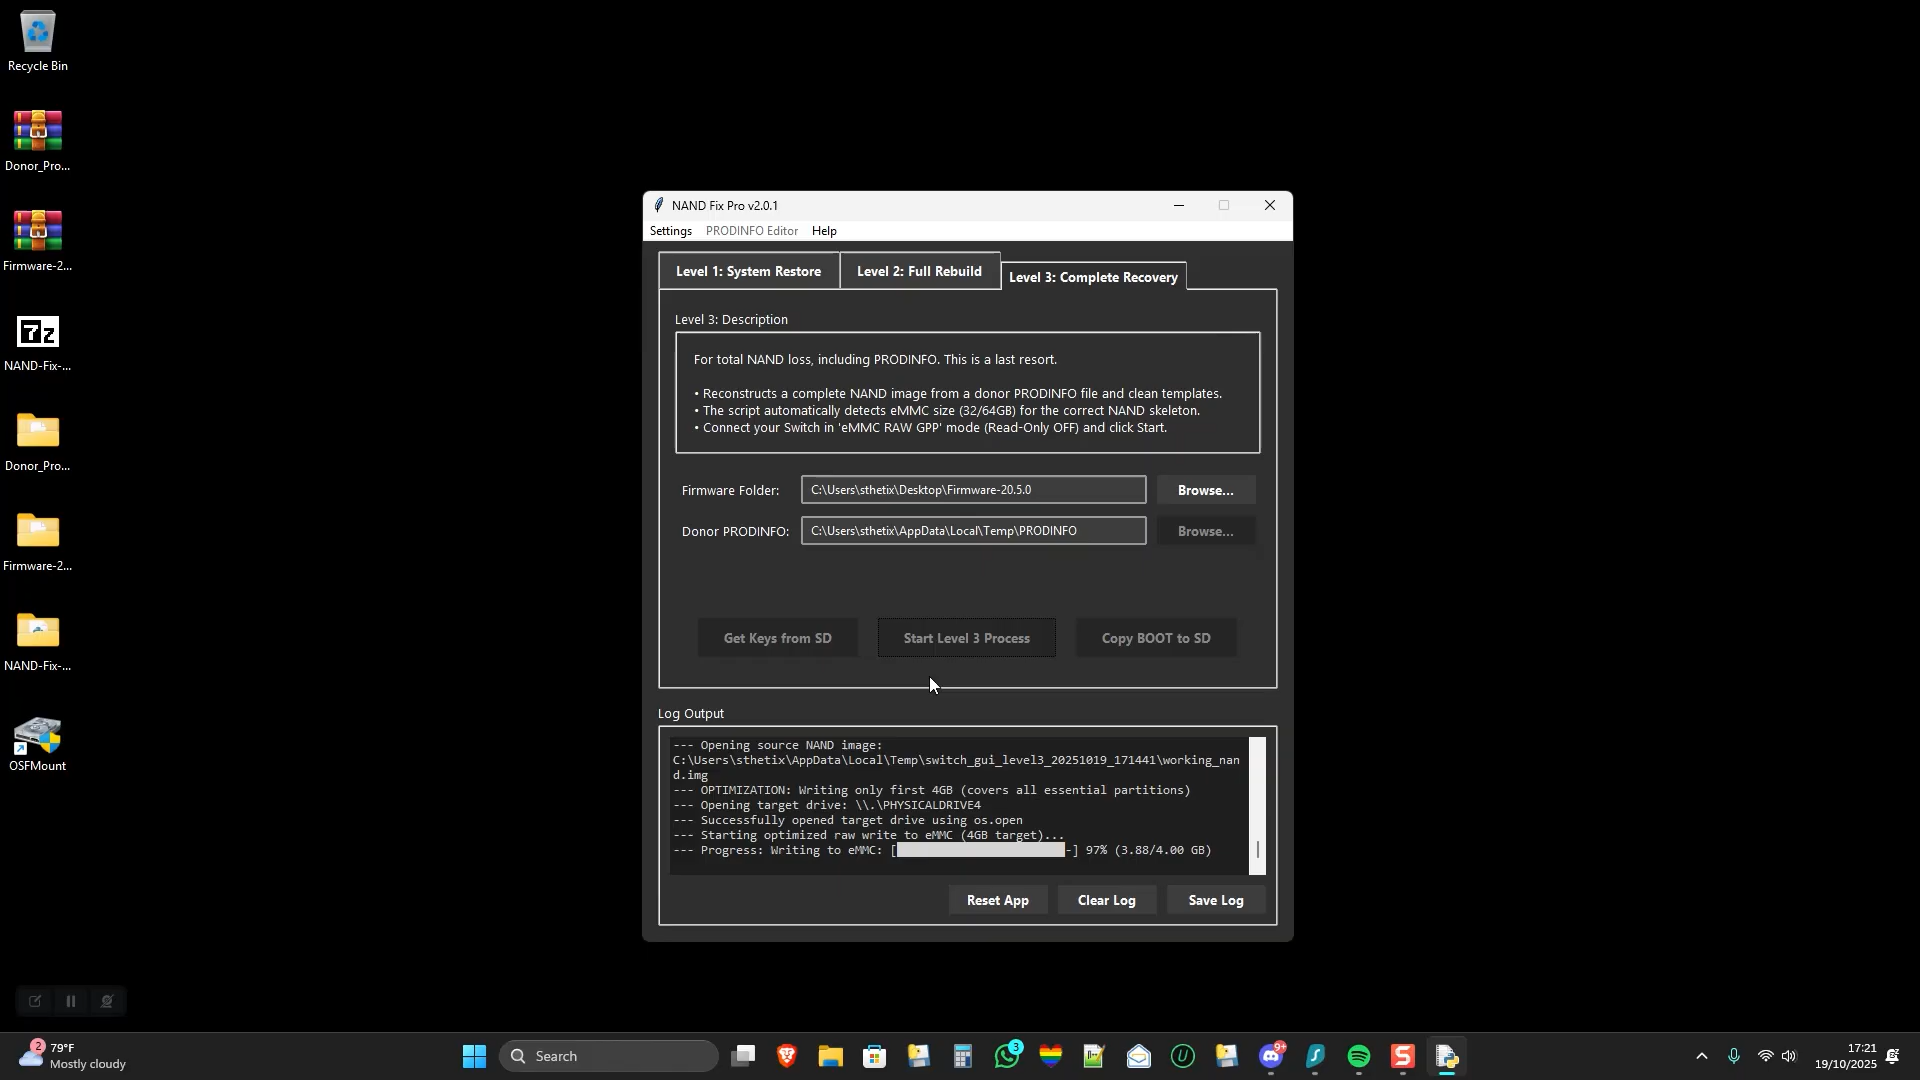 Recycle Bin
Donor_Pro...
Firmware-2...
7z
NAND-Fix-...
Donor_Pro...
Firmware-2...
NAND-Fix-...
OSFMount
NAND Fix Pro v2.0.1
Settings PRODINFO Editor Help
Level 1: System Restore Level 2: Full Rebuild Level 3: Complete Recovery
Level 3: Description
For total NAND loss, including PRODINFO. This is a last resort.
• Reconstructs a complete NAND image from a donor PRODINFO file and clean templates.
• The script automatically detects eMMC size (32/64GB) for the correct NAND skeleton.
• Connect your Switch in 'eMMC RAW GPP' mode (Read-Only OFF) and click Start.
Firmware Folder: C:\Users\sthetix\Desktop\Firmware-20.5.0 Browse...
Donor PRODINFO: C:\Users\sthetix\AppData\Local\Temp\PRODINFO Browse...
Get Keys from SD Start Level 3 Process Copy BOOT to SD
Log Output
--- Opening source NAND image:
C:\Users\sthetix\AppData\Local\Temp\switch_gui_level3_20251019_171441\working_nan
d.img
--- OPTIMIZATION: Writing only first 4GB (covers all essential partitions)
--- Opening target drive: \\.\PHYSICALDRIVE4
--- Successfully opened target drive using os.open
--- Starting optimized raw write to eMMC (4GB target)...
--- Progress: Writing to eMMC: [-] 97% (3.88/4.00 GB)
Reset App Clear Log Save Log
2
79°F
Mostly cloudy
Search
3
9+
17:21
19/10/2025